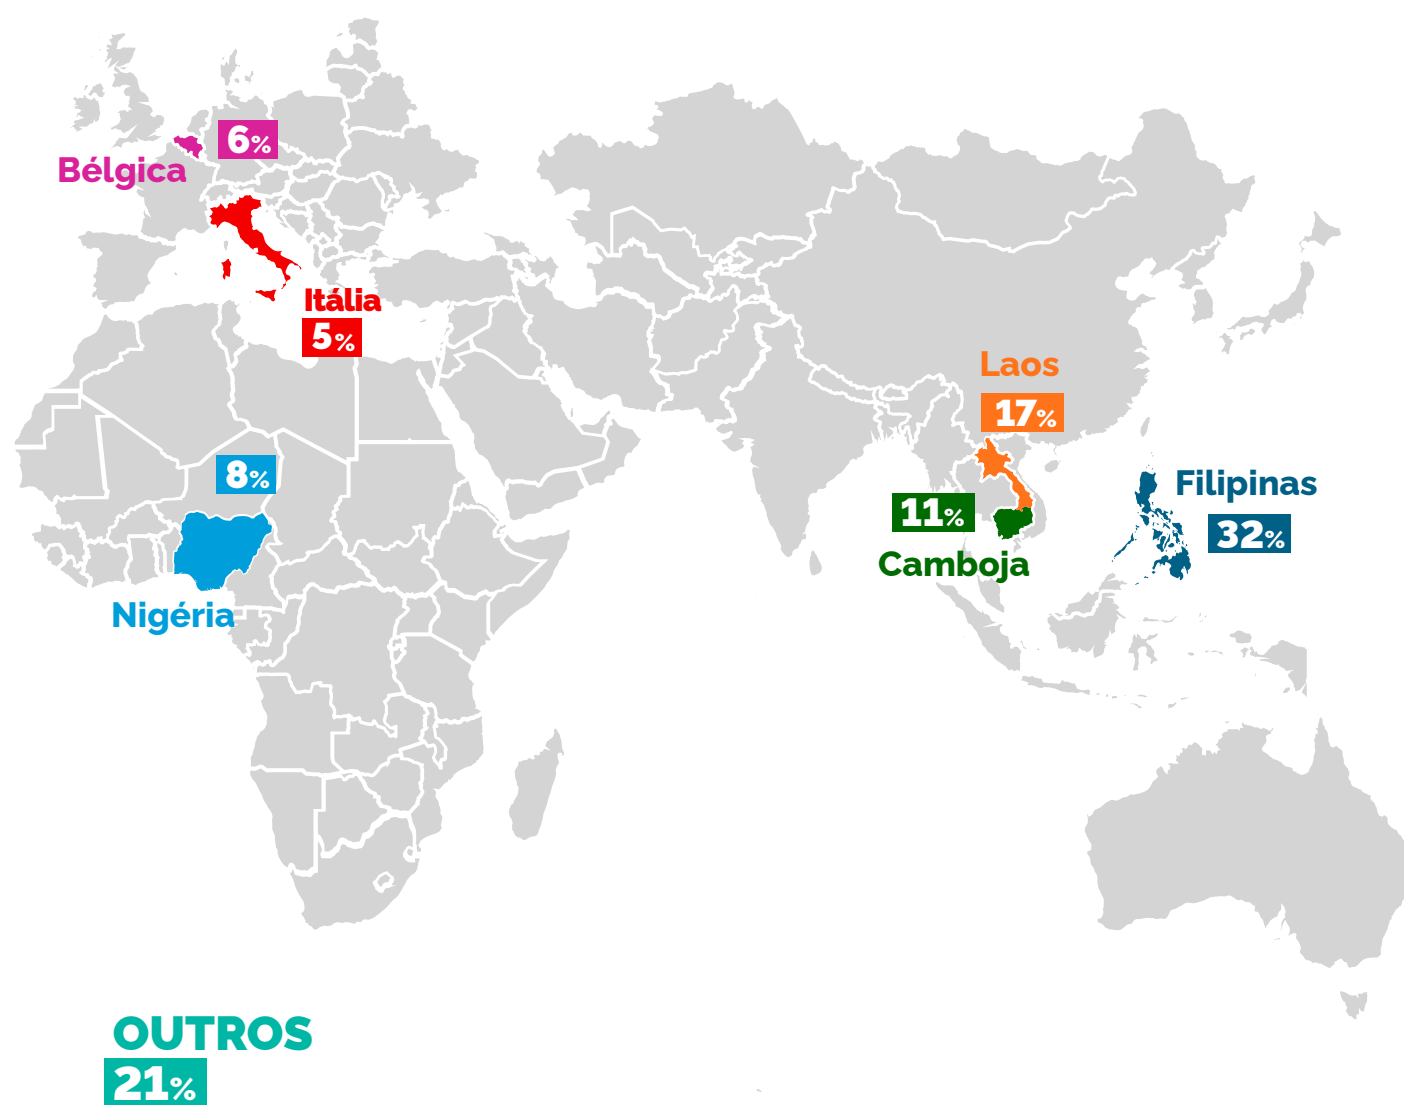 6%
Bélgica
Itália
5%
Laos
17%
8%
Filipinas
11%
32%
Camboja
Nigéria
OUTROS
21%